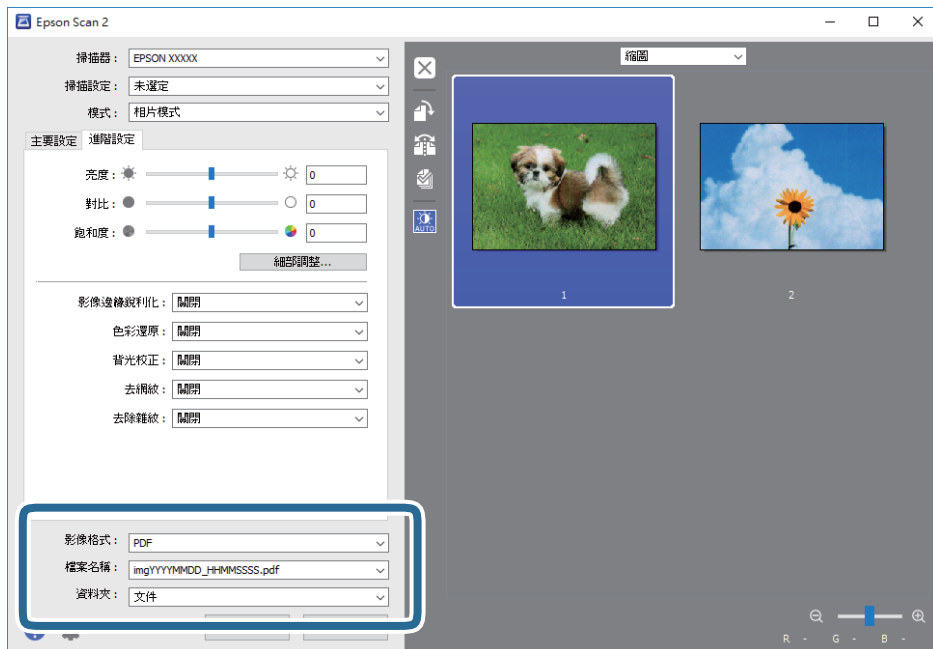 Epson Scan 2
掃描器： EPSON XXXXX
掃描設定： 未選定
模式： 相片模式
主要設定 進階設定
亮度： 0
對比： 0
飽和度： 0
細部調整...
影像邊緣銳利化： 關閉
色彩還原： 關閉
背光校正： 關閉
去網紋： 關閉
去除雜紋： 關閉
影像格式： PDF
檔案名稱： imgYYYYMMDD_HHMMSSSS.pdf
資料夾： 文件
縮圖
AUTO
1
2
R - G - B -